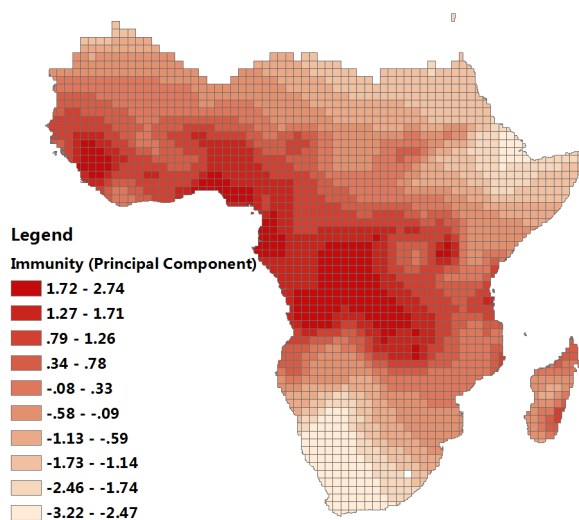 Legend
Immunity (Principal Component)
1.72 - 2.74
1.27 - 1.71
.79 - 1.26
.34 - .78
-.08 - .33
-.58 - -.09
-1.13 - -.59
-1.73 - -1.14
-2.46 - -1.74
-3.22 - -2.47